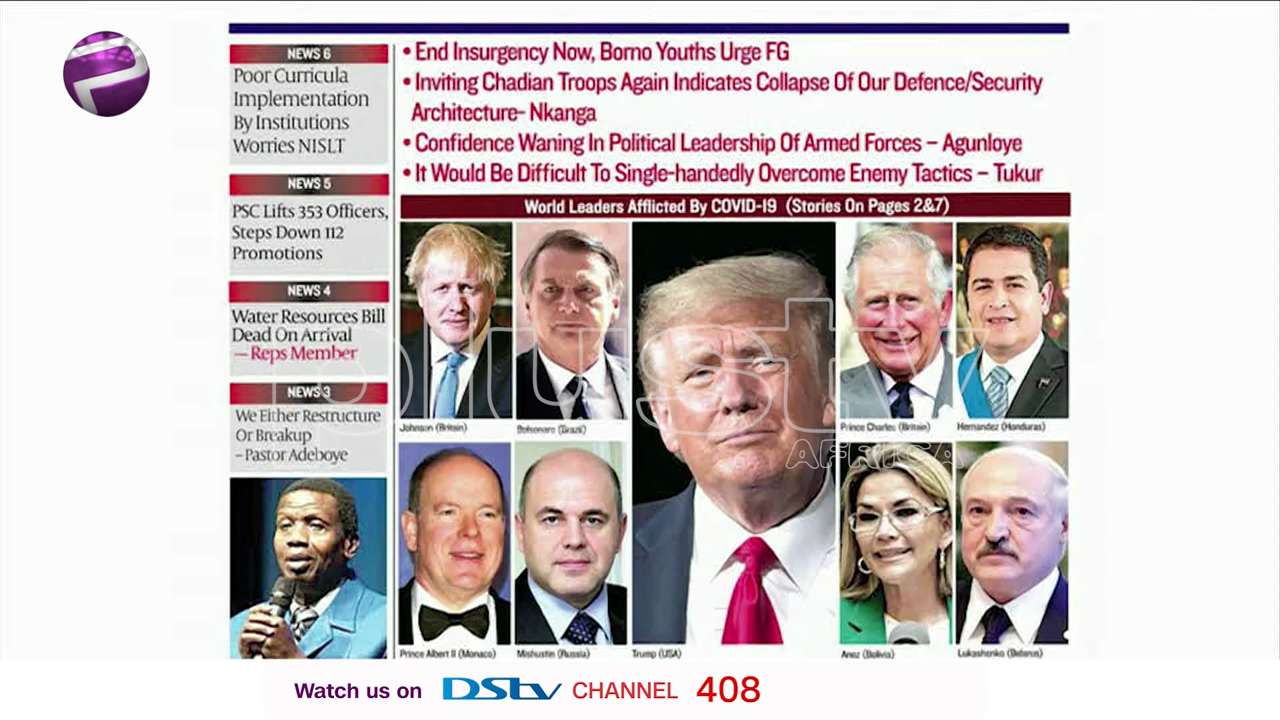 NEWS 6
Poor Curricula
Implementation
By Institutions
Worries NISLT
NEWS 5
PSC Lifts 353 Officers,
Steps Down 112
Promotions
NEWS 4
Water Resources Bill
Dead On Arrival
– Reps Member
NEWS 3
We Either Restructure
Or Breakup
– Pastor Adeboye
• End Insurgency Now, Borno Youths Urge FG
• Inviting Chadian Troops Again Indicates Collapse Of Our Defence/Security
Architecture- Nkanga
• Confidence Waning In Political Leadership Of Armed Forces – Agunloye
• It Would Be Difficult To Single-handedly Overcome Enemy Tactics – Tukur
World Leaders Afflicted By COVID-19 (Stories On Pages 2&7)
Johnson (Britain)
Bolsonaro (Brazil)
Prince Charles (Britain)
Hernandez (Honduras)
Prince Albert II (Monaco)
Mishustin (Russia)
Trump (USA)
Anez (Bolivia)
Lukashenko (Belarus)
plustv
AFRICA
Watch us on DStv CHANNEL 408